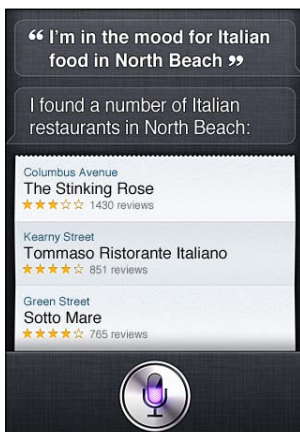 “ I’m in the mood for Italian
food in North Beach ”
I found a number of Italian
restaurants in North Beach:
Columbus Avenue
The Stinking Rose
1430 reviews
Kearny Street
Tommaso Ristorante Italiano
851 reviews
Green Street
Sotto Mare
765 reviews